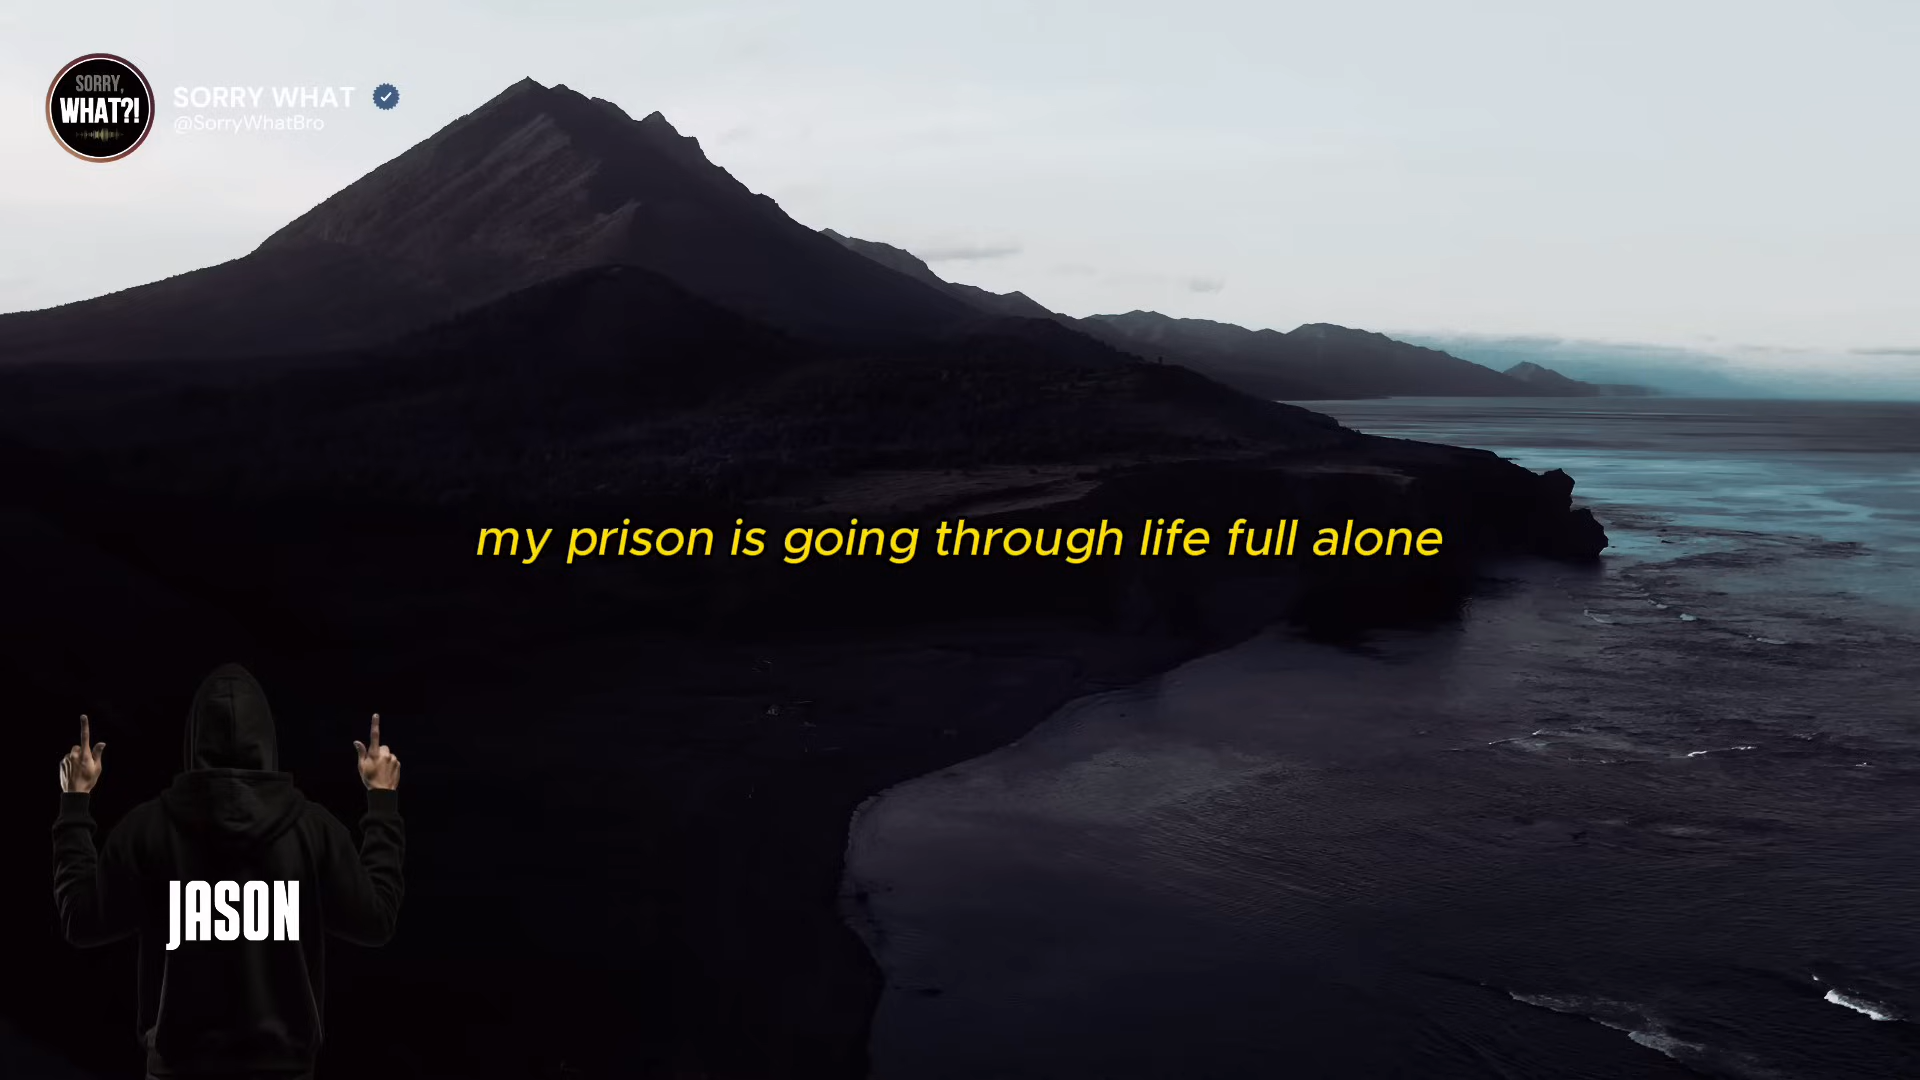 SORRY,
WHAT?!
SORRY WHAT
@SorryWhatBro
my prison is going through life full alone
JASON